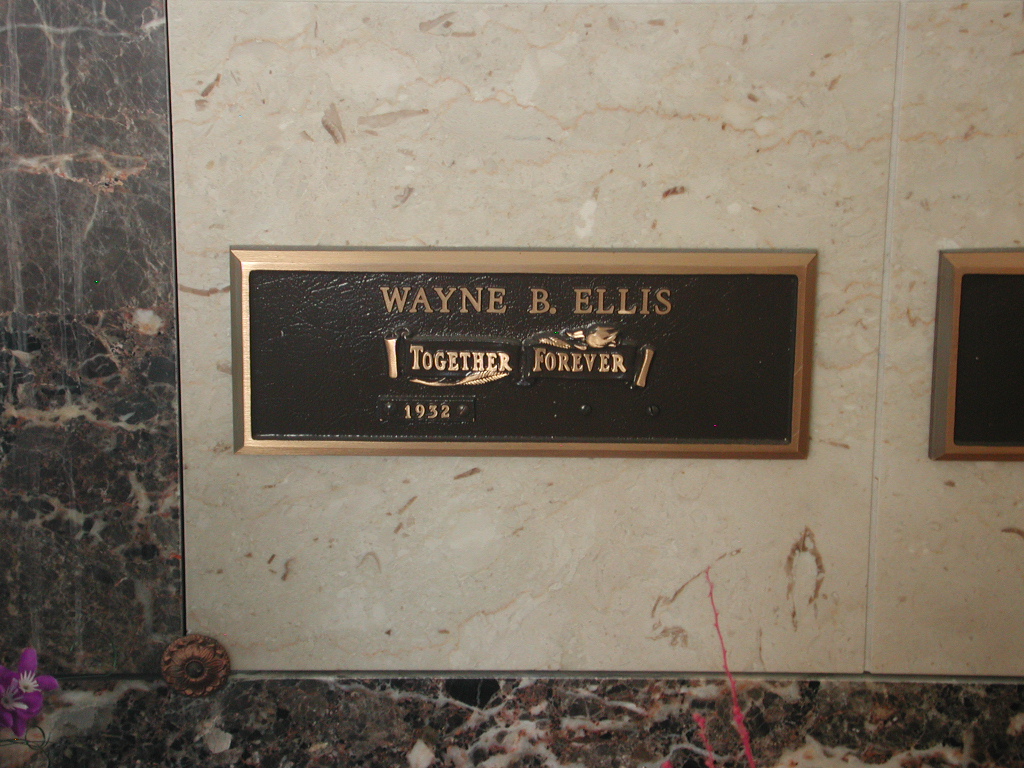 WAYNE B. ELLIS
TOGETHER FOREVER
1932